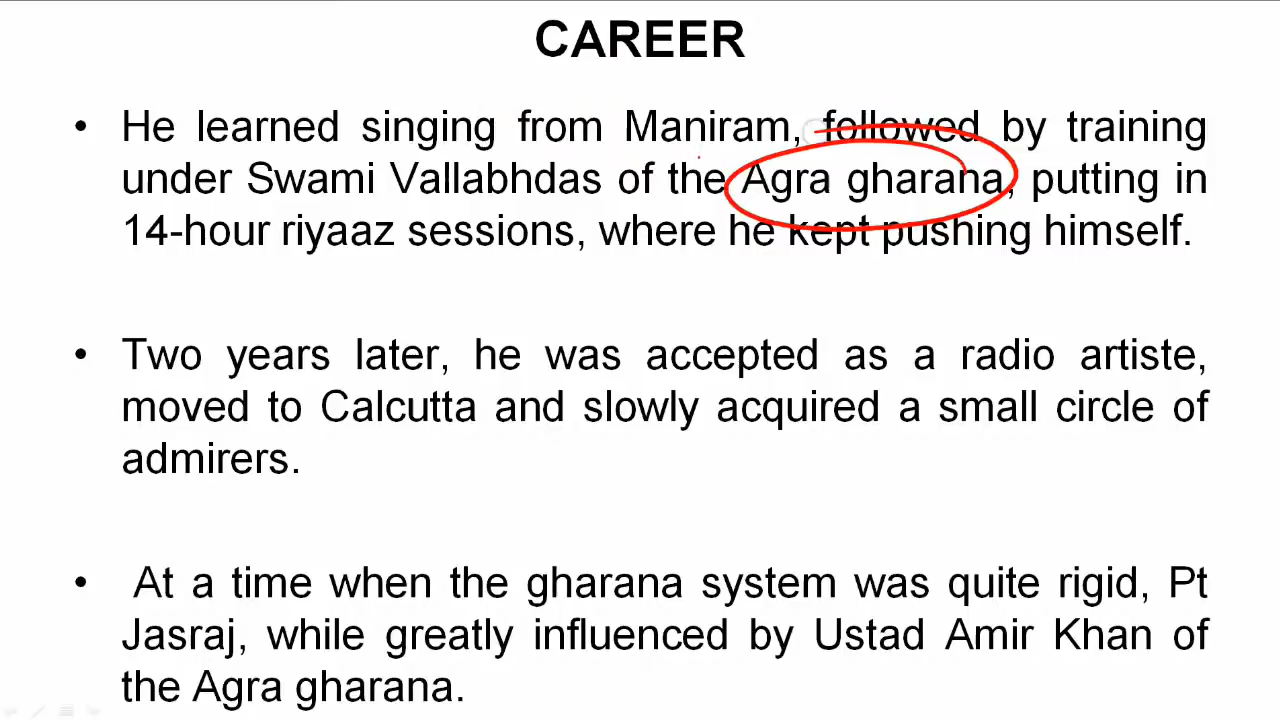 CAREER
• He learned singing from Maniram, followed by training
under Swami Vallabhdas of the Agra gharana, putting in
14-hour riyaaz sessions, where he kept pushing himself.
• Two years later, he was accepted as a radio artiste,
moved to Calcutta and slowly acquired a small circle of
admirers.
• At a time when the gharana system was quite rigid, Pt
Jasraj, while greatly influenced by Ustad Amir Khan of
the Agra gharana.